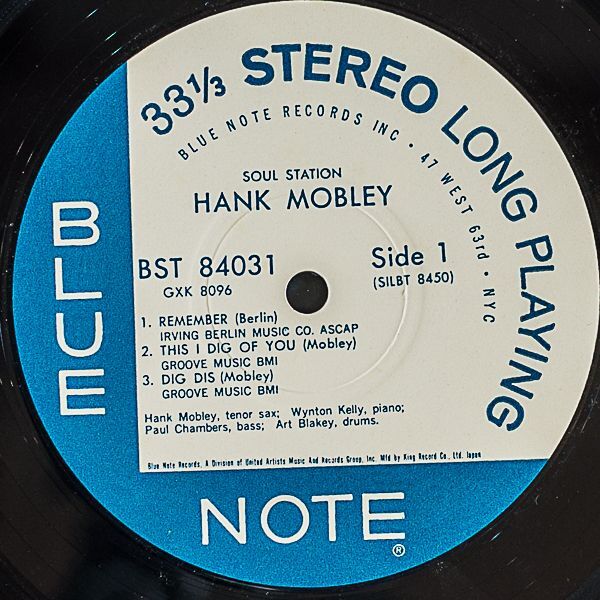 33⅓ STEREO LONG PLAYING
BLUE NOTE RECORDS INC • 47 WEST 63rd • NYC
SOUL STATION
HANK MOBLEY
BST 84031
GXK 8096
Side 1
(SILBT 8450)
1. REMEMBER (Berlin)
IRVING BERLIN MUSIC CO. ASCAP
2. THIS I DIG OF YOU (Mobley)
GROOVE MUSIC BMI
3. DIG DIS (Mobley)
GROOVE MUSIC BMI
Hank Mobley, tenor sax; Wynton Kelly, piano;
Paul Chambers, bass; Art Blakey, drums.
Blue Note Records, A Division of United Artists Music And Records Group, Inc. Mfd by King Record Co., Ltd. Japan
BLUE
NOTE®